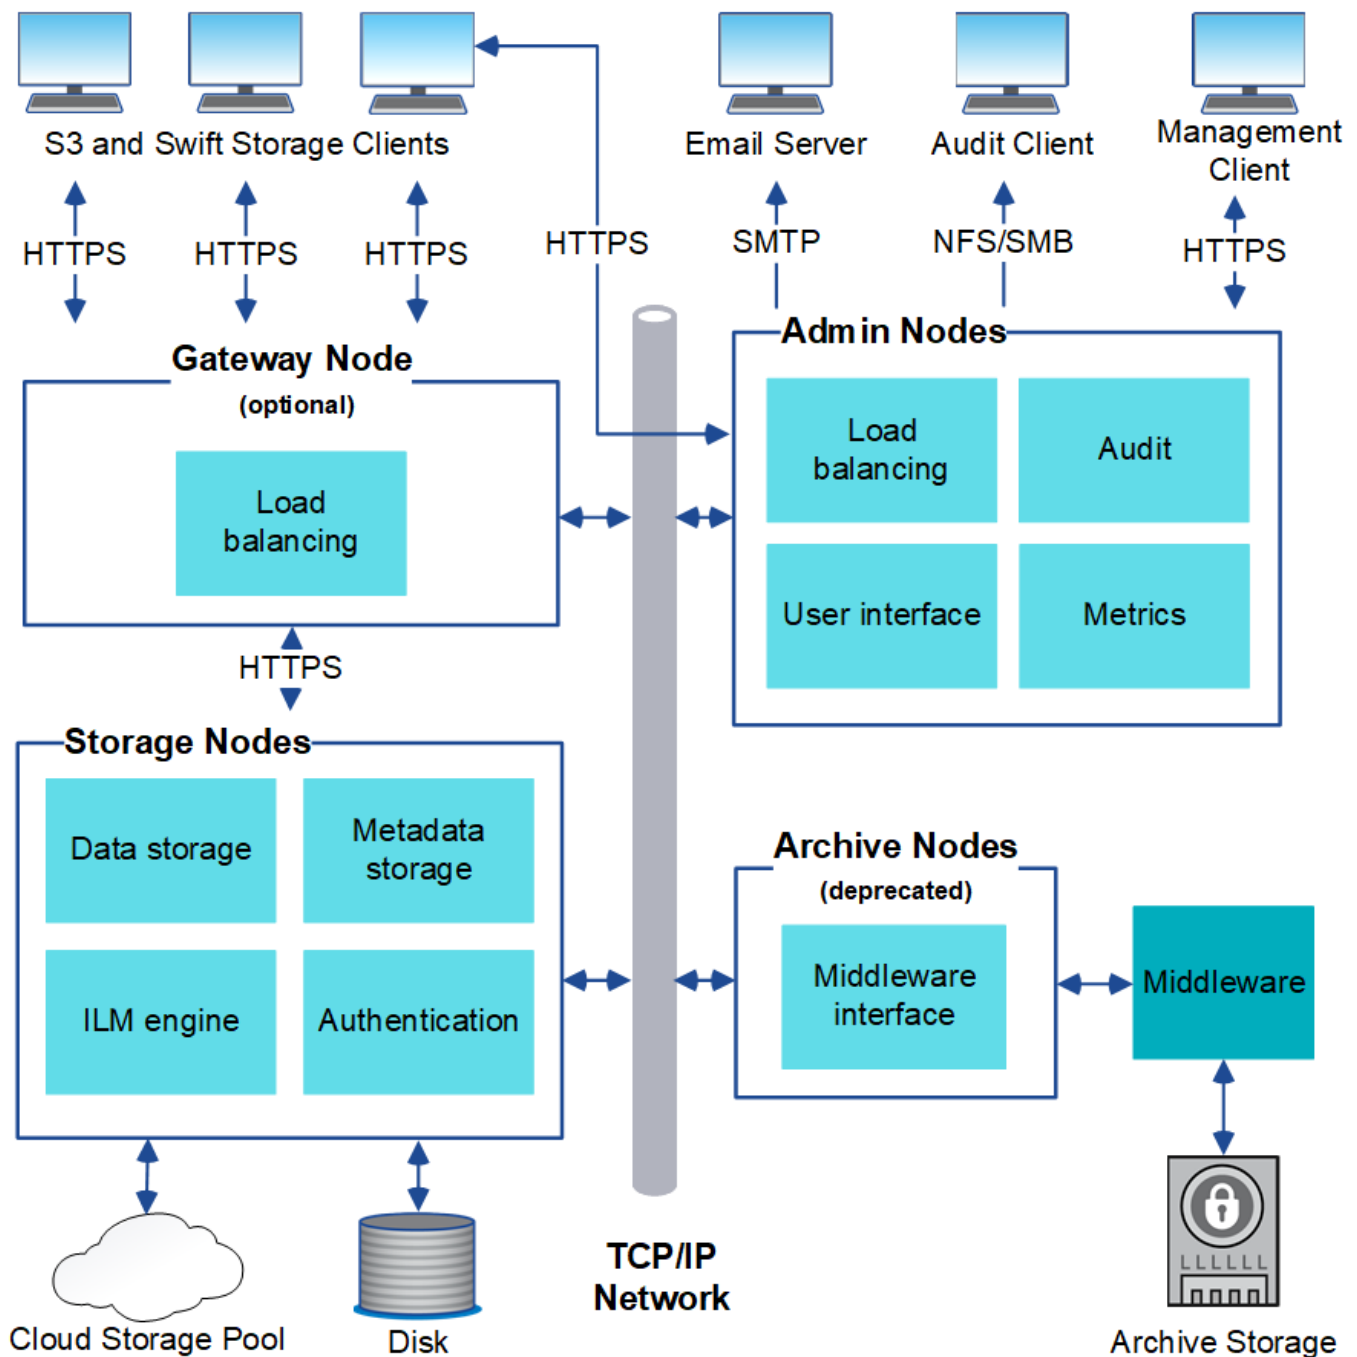 S3 and Swift Storage Clients
Email Server
Audit Client
Management
Client
HTTPS
HTTPS
HTTPS
HTTPS
SMTP
NFS/SMB
HTTPS
Gateway Node
(optional)
Load
balancing
Admin Nodes
Load
balancing
Audit
User interface
Metrics
HTTPS
Storage Nodes
Data storage
Metadata
storage
ILM engine
Authentication
Archive Nodes
(deprecated)
Middleware
interface
Middleware
TCP/IP
Network
Cloud Storage Pool
Disk
LLLLLL
Archive Storage